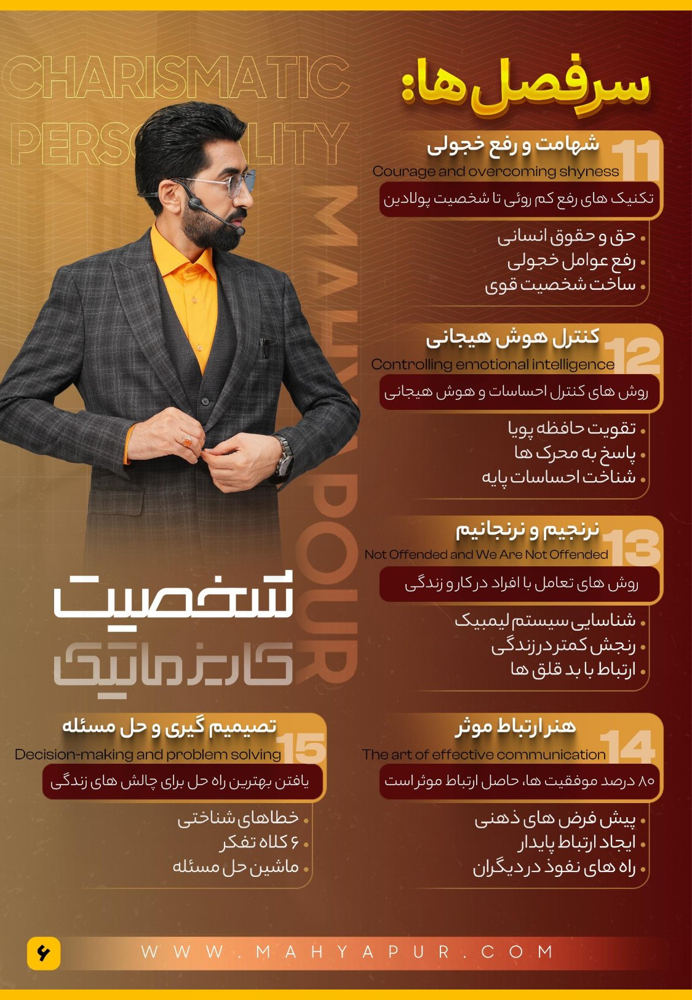 CHARISMATIC
PERSONALITY
سرفصل‌ها:
11
شهامت و رفع خجولی
Courage and overcoming shyness
تکنیک های رفع کم روئی تا شخصیت پولادین
• حق و حقوق انسانی
• رفع عوامل خجولی
• ساخت شخصیت قوی
12
کنترل هوش هیجانی
Controlling emotional intelligence
روش های کنترل احساسات و هوش هیجانی
• تقویت حافظه پویا
• پاسخ به محرک ها
• شناخت احساسات پایه
13
نرنجیم و نرنجانیم
Not Offended and We Are Not Offended
روش های تعامل با افراد در کار و زندگی
• شناسایی سیستم لیمبیک
• رنجش کمتر در زندگی
• ارتباط با بد قلق ها
شخصیت
کاریزماتیک
14
هنر ارتباط موثر
The art of effective communication
۸۰ درصد موفقیت ها، حاصل ارتباط موثر است
• پیش فرض های ذهنی
• ایجاد ارتباط پایدار
• راه های نفوذ در دیگران
15
تصیمیم گیری و حل مسئله
Decision-making and problem solving
یافتن بهترین راه حل برای چالش های زندگی
• خطاهای شناختی
• ۶ کلاه تفکر
• ماشین حل مسئله
۶
WWW.MAHYAPUR.COM